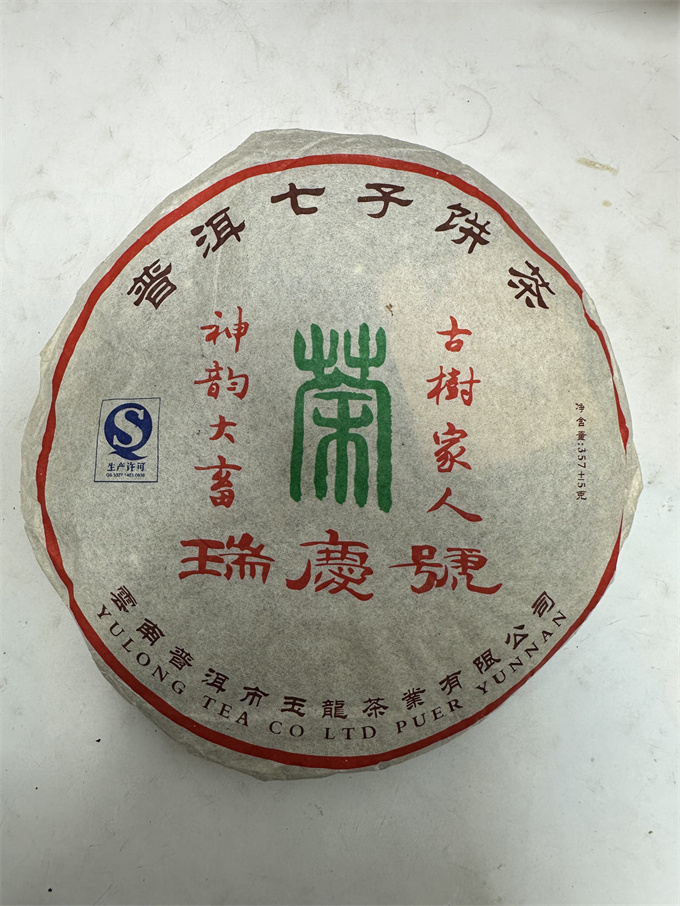 普洱七子饼茶
古樹家人
神韵大畜
茶
瑞慶號
生产许可
净含量:357±15克
雲南普洱市玉龍茶業有限公司
YULONG TEA CO LTD PUER YUNNAN